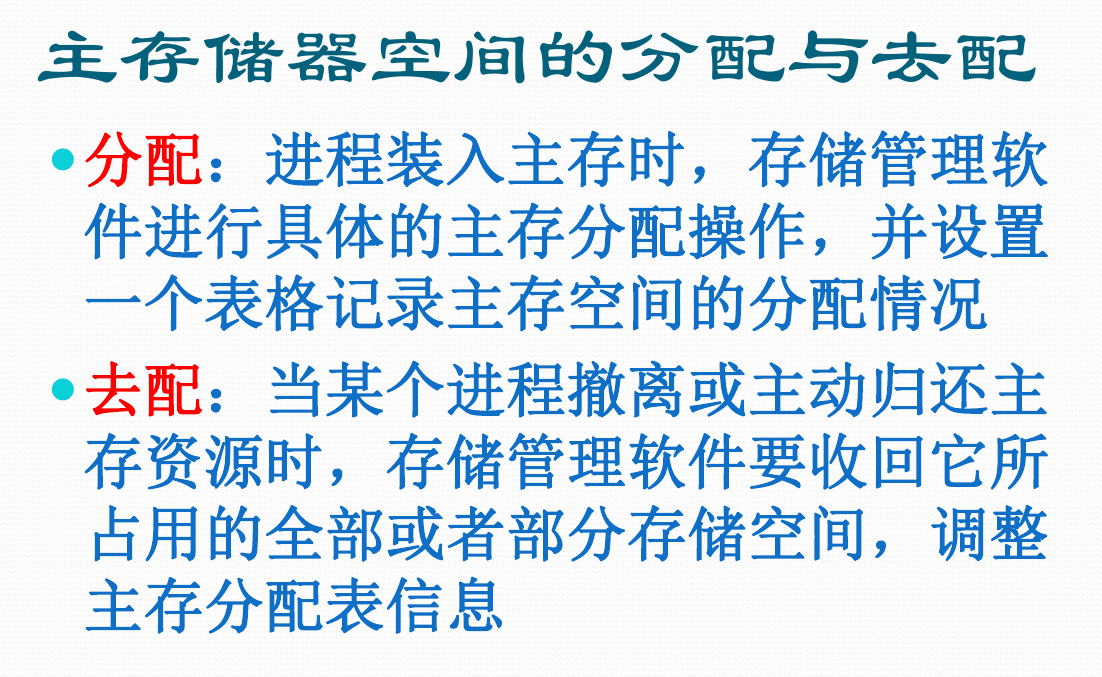 主存储器空间的分配与去配
•分配：进程装入主存时，存储管理软
件进行具体的主存分配操作，并设置
一个表格记录主存空间的分配情况
•去配：当某个进程撤离或主动归还主
存资源时，存储管理软件要收回它所
占用的全部或者部分存储空间，调整
主存分配表信息